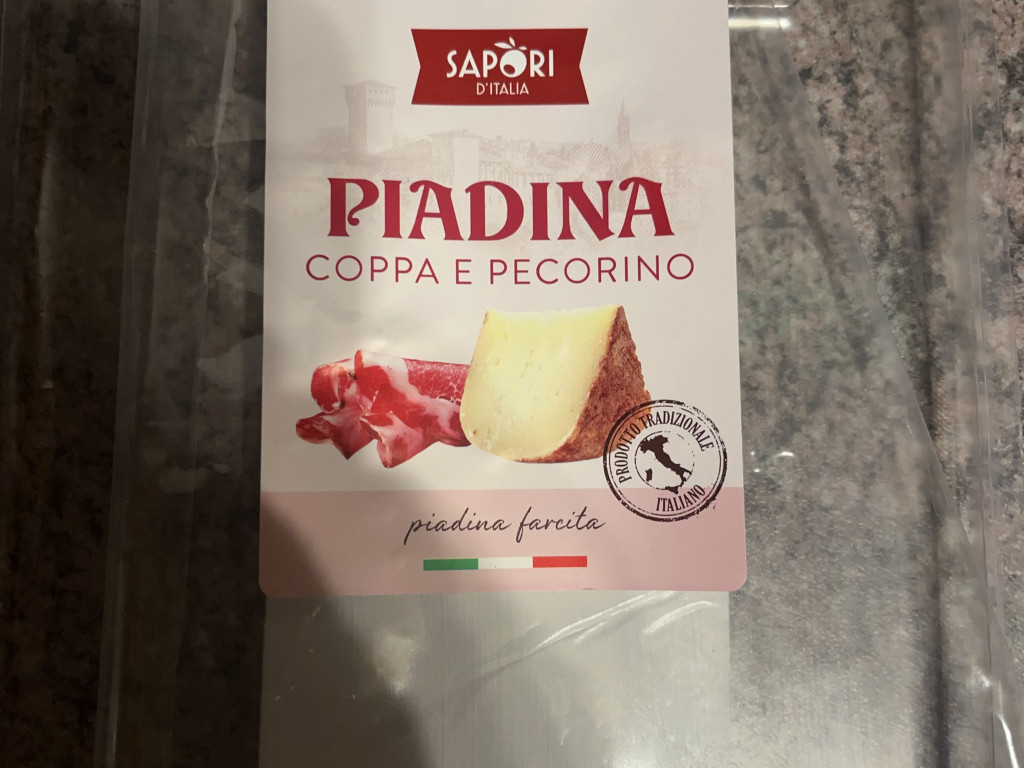 SAPORI
D'ITALIA
PIADINA
COPPA E PECORINO
PRODOTTO TRADIZIONALE
ITALIANO
piadina farcita